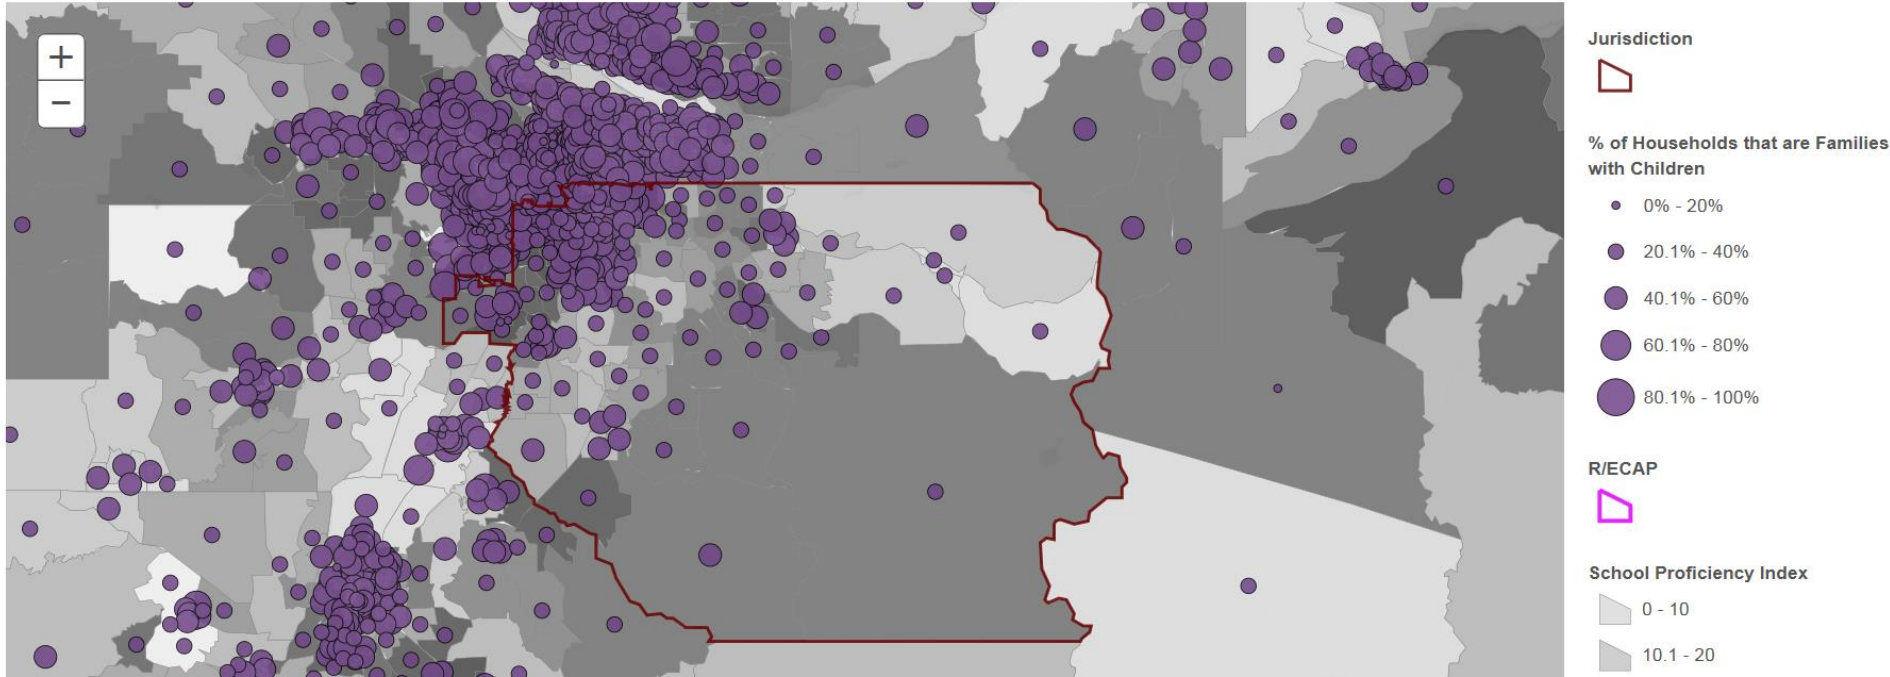 +
−
Jurisdiction
% of Households that are Families
with Children
0% - 20%
20.1% - 40%
40.1% - 60%
60.1% - 80%
80.1% - 100%
R/ECAP
School Proficiency Index
0 - 10
10.1 - 20